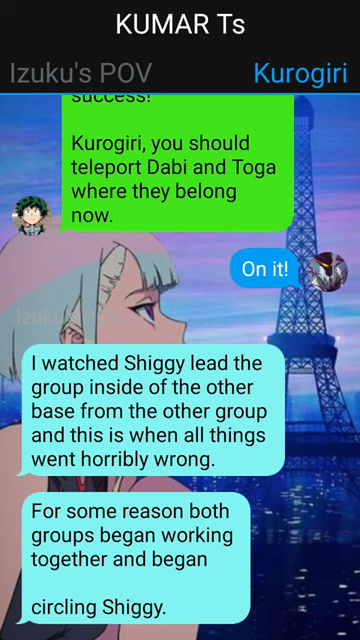 KUMAR Ts
Izuku's POV
Kurogiri
success!
Kurogiri, you should
teleport Dabi and Toga
where they belong
now.
On it!
Izuku's POV
I watched Shiggy lead the
group inside of the other
base from the other group
and this is when all things
went horribly wrong.
For some reason both
groups began working
together and began
circling Shiggy.